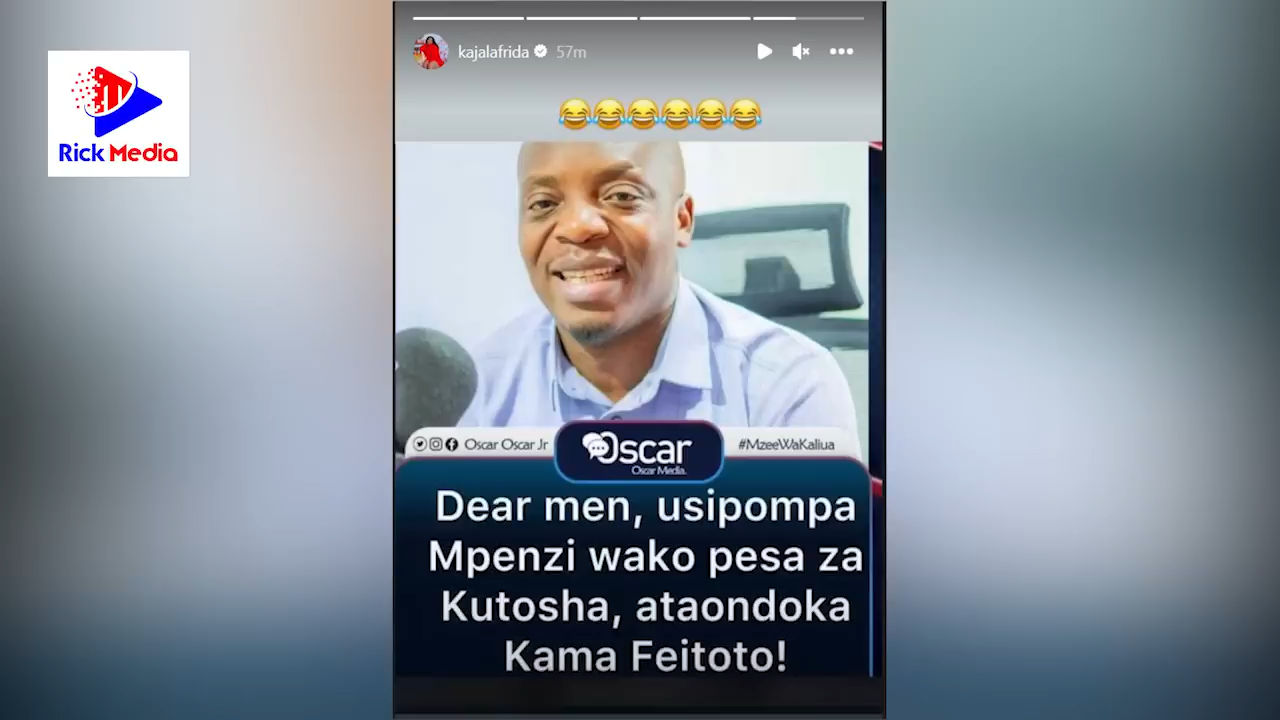 kajalafrida 57m
😂😂😂😂😂😂
Rick Media
Oscar Oscar Jr
Oscar
Oscar Media.
#MzeeWaKaliua
Dear men, usipompa
Mpenzi wako pesa za
Kutosha, ataondoka
Kama Feitoto!